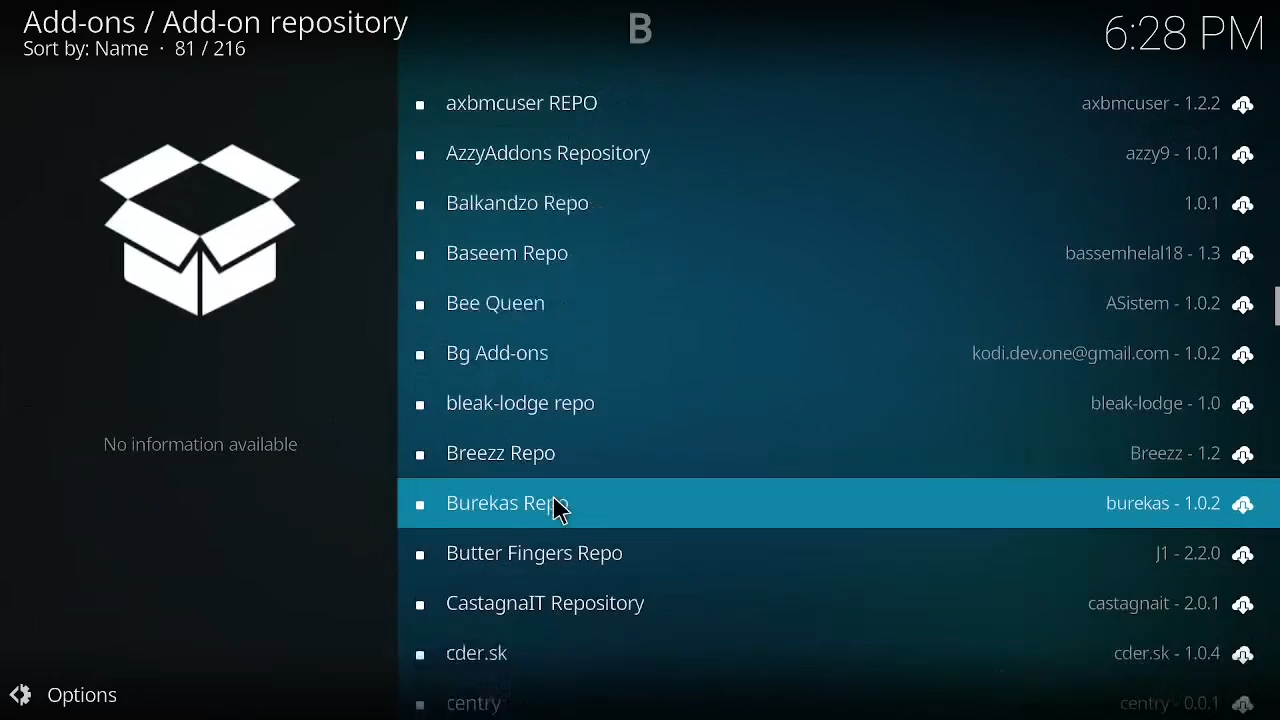 Add-ons / Add-on repository
Sort by: Name · 81 / 216
B
6:28 PM
axbmcuser REPO axbmcuser - 1.2.2
AzzyAddons Repository azzy9 - 1.0.1
Balkandzo Repo 1.0.1
Baseem Repo bassemhelal18 - 1.3
Bee Queen ASistem - 1.0.2
Bg Add-ons kodi.dev.one@gmail.com - 1.0.2
bleak-lodge repo bleak-lodge - 1.0
Breezz Repo Breezz - 1.2
Burekas Repo burekas - 1.0.2
Butter Fingers Repo J1 - 2.2.0
CastagnaIT Repository castagnait - 2.0.1
cder.sk cder.sk - 1.0.4
centry centry - 0.0.1
No information available
Options